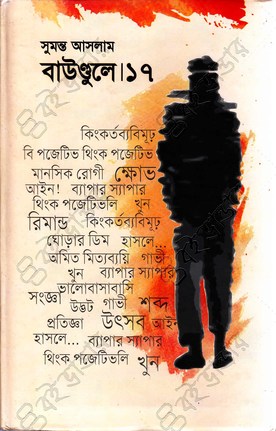 সুমন্ত আসলাম
বাউণ্ডুলে।১৭
কিংকর্তব্যবিমূঢ়
বি পজেটিভ থিংক পজেটিভ
মানসিক রোগী ক্ষোভ
আইন! ব্যাপার স্যাপার
থিংক পজেটিভলি খুন
রিমান্ড কিংকর্তব্যবিমূঢ়
ঘোড়ার ডিম হাসলে...
অমিত মিত্যব্যয়ি গাভী
খুন ব্যাপার স্যাপার
ভালোবাসাবাসি
সংজ্ঞা উদ্ভট গাভী শব্দ
প্রতিজ্ঞা উৎসব আইন
হাসলে... ব্যাপার স্যাপার
থিংক পজেটিভলি খুন